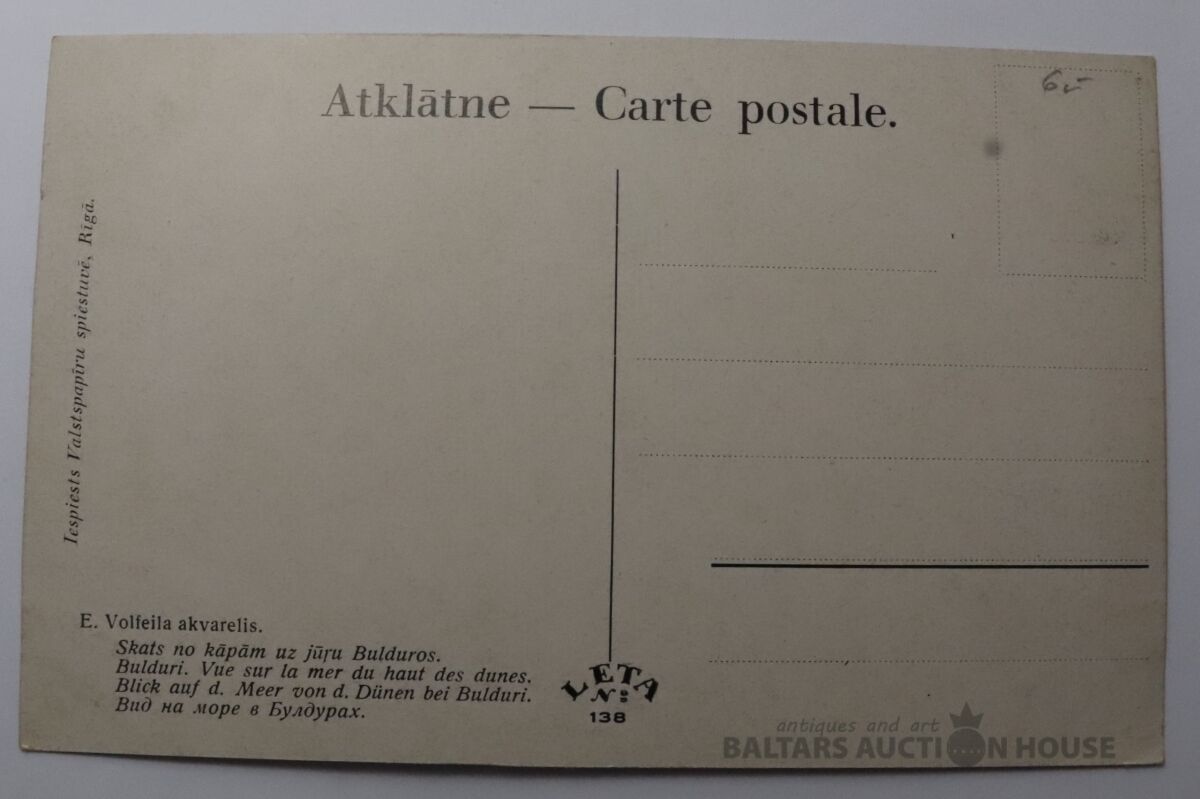 Atklātne — Carte postale.
Iespiests Valstspapīru spiestuvē, Rīgā.
E. Volfeila akvarelis.
Skats no kāpām uz jūŗu Bulduros.
Bulduri. Vue sur la mer du haut des dunes.
Blick auf d. Meer von d. Dünen bei Bulduri.
Вид на море в Булдурах.
LETA
№
138
antiques and art
BALTARS AUCTION HOUSE